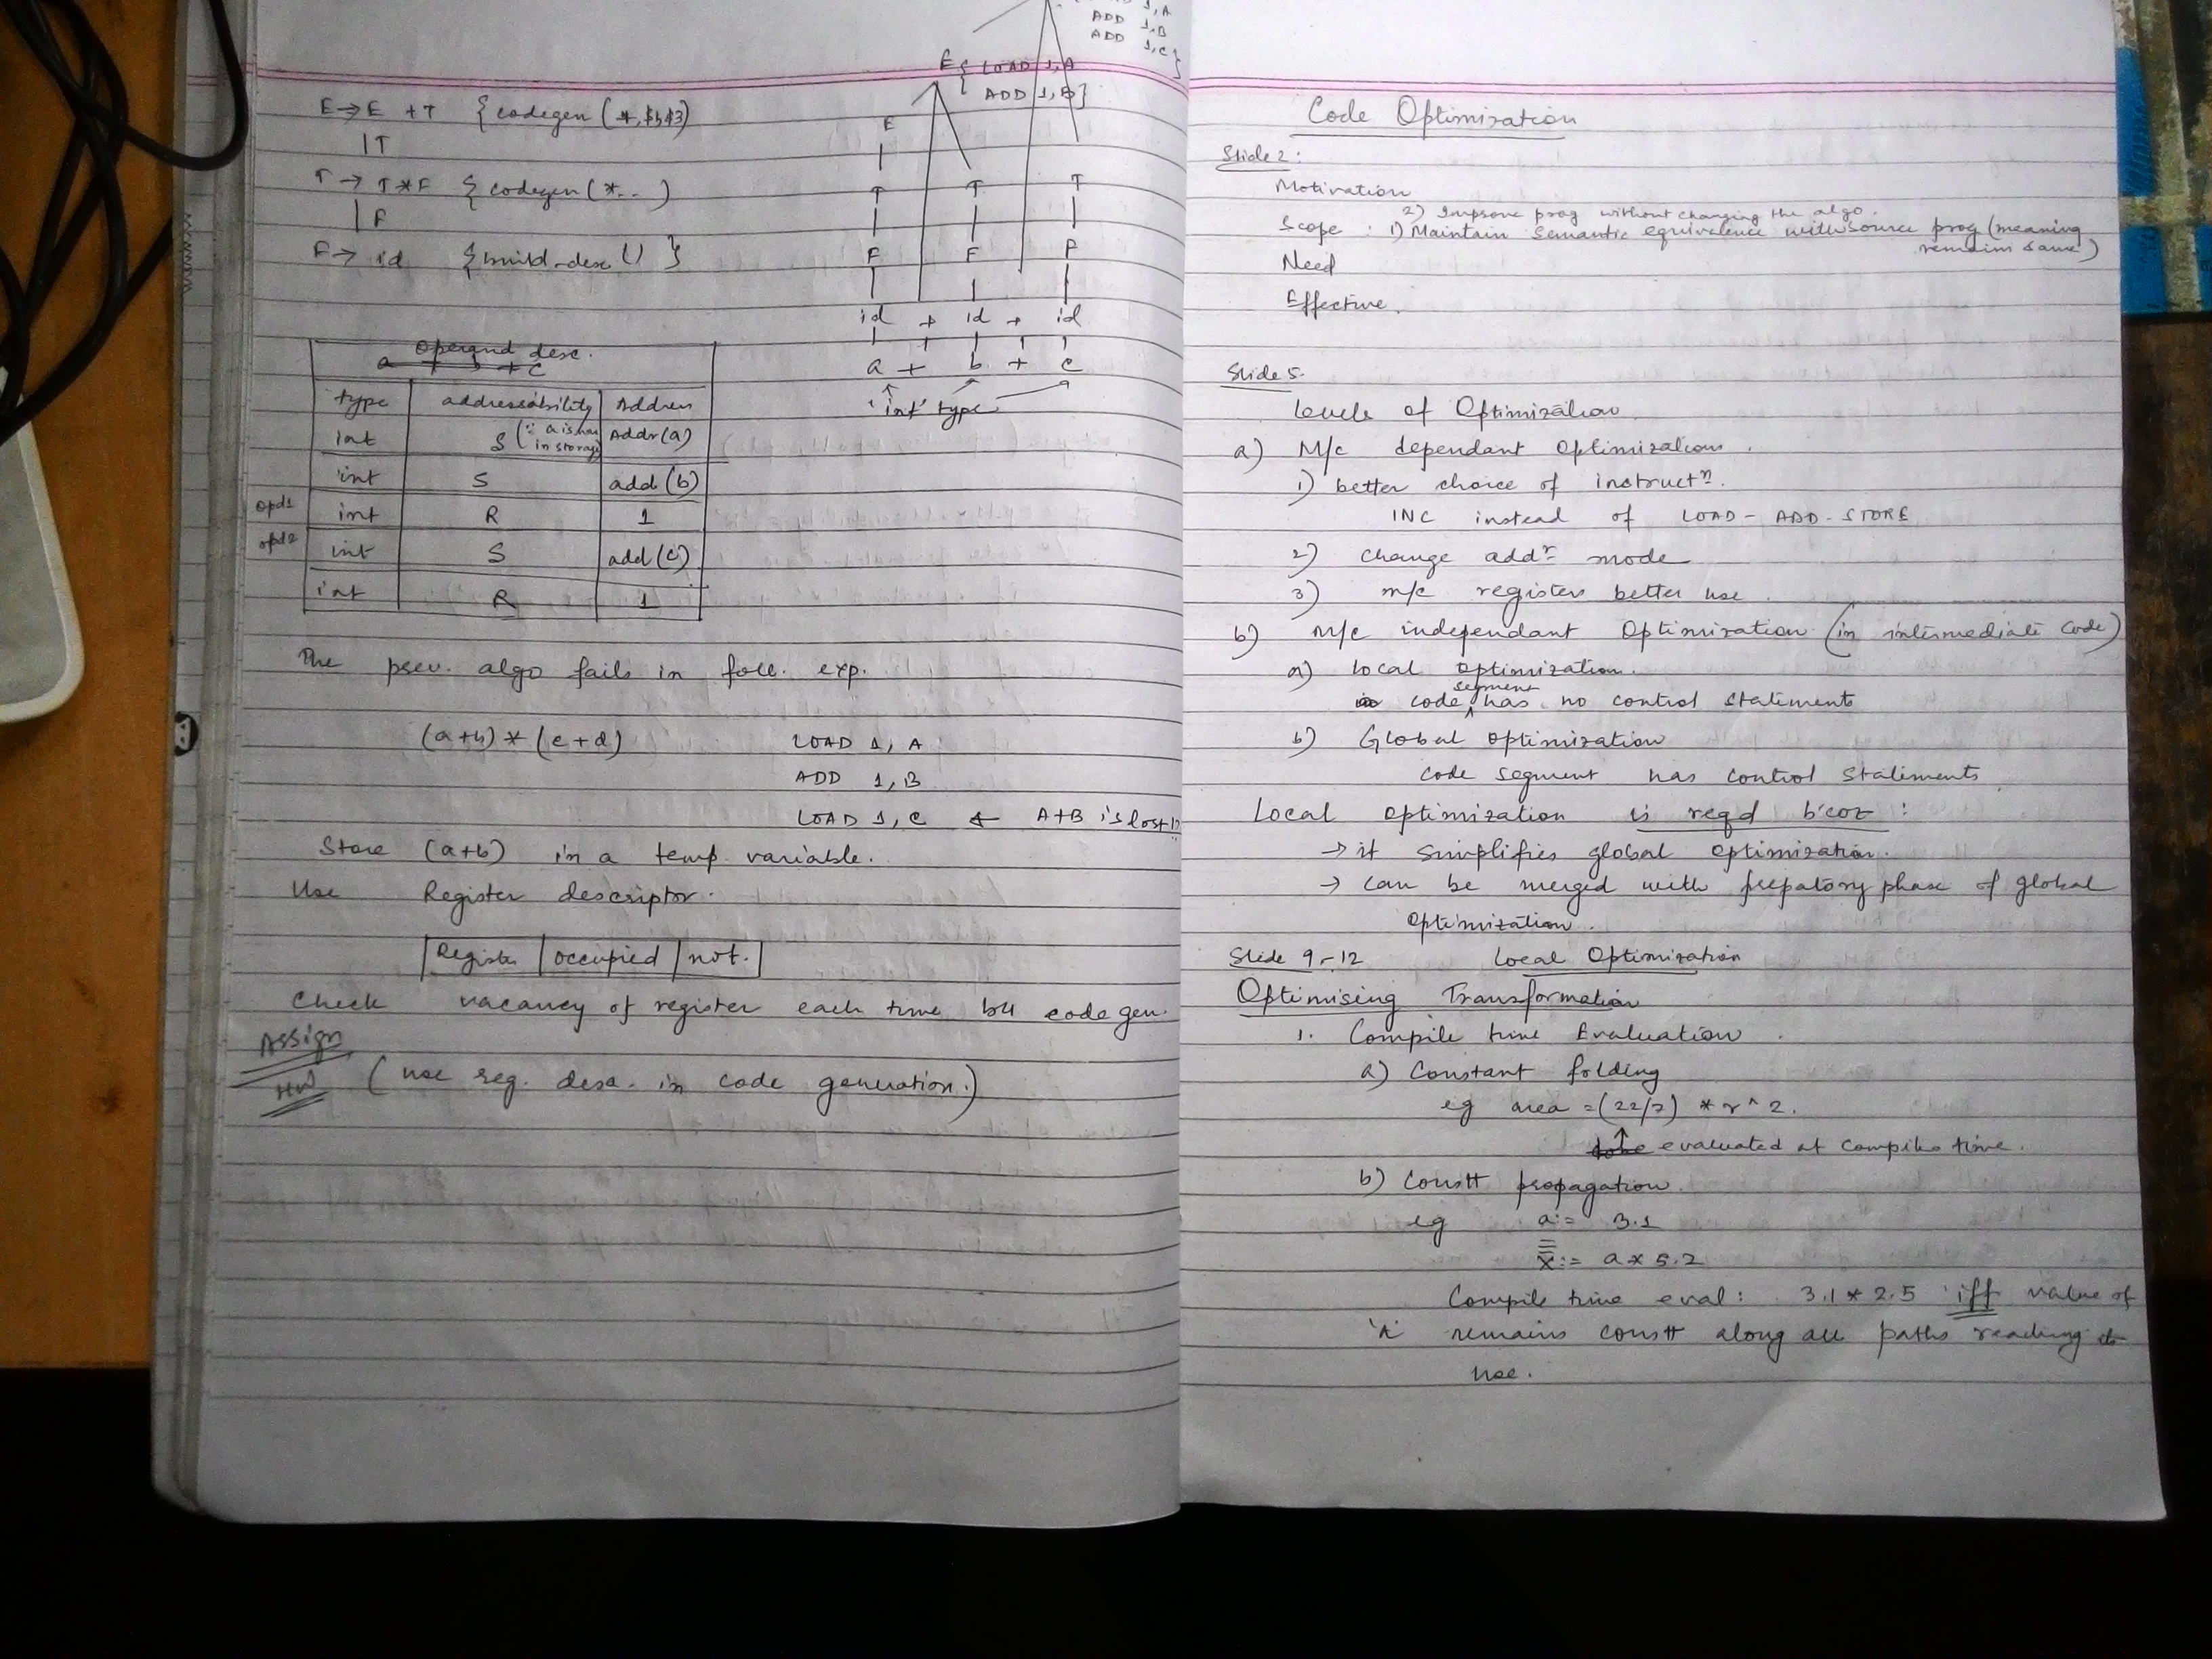 ADD 1,B
ADD 1,C}
E { LOAD 1,A
ADD 1,B}
E → E + T { codegen (+,$1,$3)
| T
T → T * F { codegen (*...)
| F
F → id { build_desc () }
E
T T T
F F F
id + id + id
a + b + c
'int' type
Operand desc.
type addressability Address
int S (∵ a is in storage) Addr(a)
int S add (b)
opd1 int R 1
opd2 int S add (c)
int R 1
The prev. algo fails in foll. exp.
(a+b) * (c+d) LOAD 1, A
ADD 1, B
LOAD 1, C ← A+B is lost !!
Store (a+b) in a temp. variable.
Use Register descriptor.
Register | occupied | not.
Check vacancy of register each time b4 code gen.
Assign
HW (use reg. desc. in code generation.)
Code Optimization
Slide 2:
Motivation
2) Improve prog without changing the algo.
Scope : 1) Maintain semantic equivalence with source prog (meaning
remains same)
Need
Effective.
Slide 5.
Levels of Optimization
a) M/c dependant Optimizations.
1) better choice of instructⁿ.
INC instead of LOAD - ADD - STORE
2) change addʳ mode
3) m/c registers better use.
b) M/c independant Optimization (in intermediate code)
a) Local optimization.
code segment has no control statements
b) Global optimization
code segment has control statements
Local optimization is reqd b'coz :
→ it simplifies global optimization.
→ can be merged with prepatory phase of global
optimization.
Slide 9-12 Local Optimization
Optimising Transformation
1. Compile time Evaluation.
a) Constant folding
eg area = (22/7) * r ^ 2.
↑ evaluated at compile time.
b) Constt propagation.
eg a := 3.1
x := a * 5.2
Compile time eval : 3.1 * 2.5 iff value of
remains constt along all paths reading its
use.